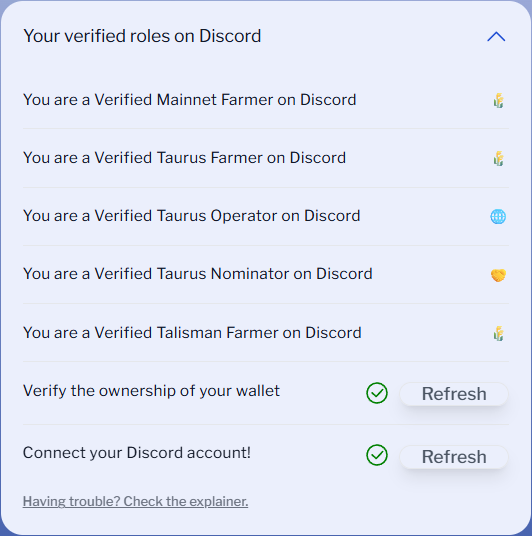 Your verified roles on Discord
You are a Verified Mainnet Farmer on Discord
You are a Verified Taurus Farmer on Discord
You are a Verified Taurus Operator on Discord
You are a Verified Taurus Nominator on Discord
You are a Verified Talisman Farmer on Discord
Verify the ownership of your wallet Refresh
Connect your Discord account! Refresh
Having trouble? Check the explainer.